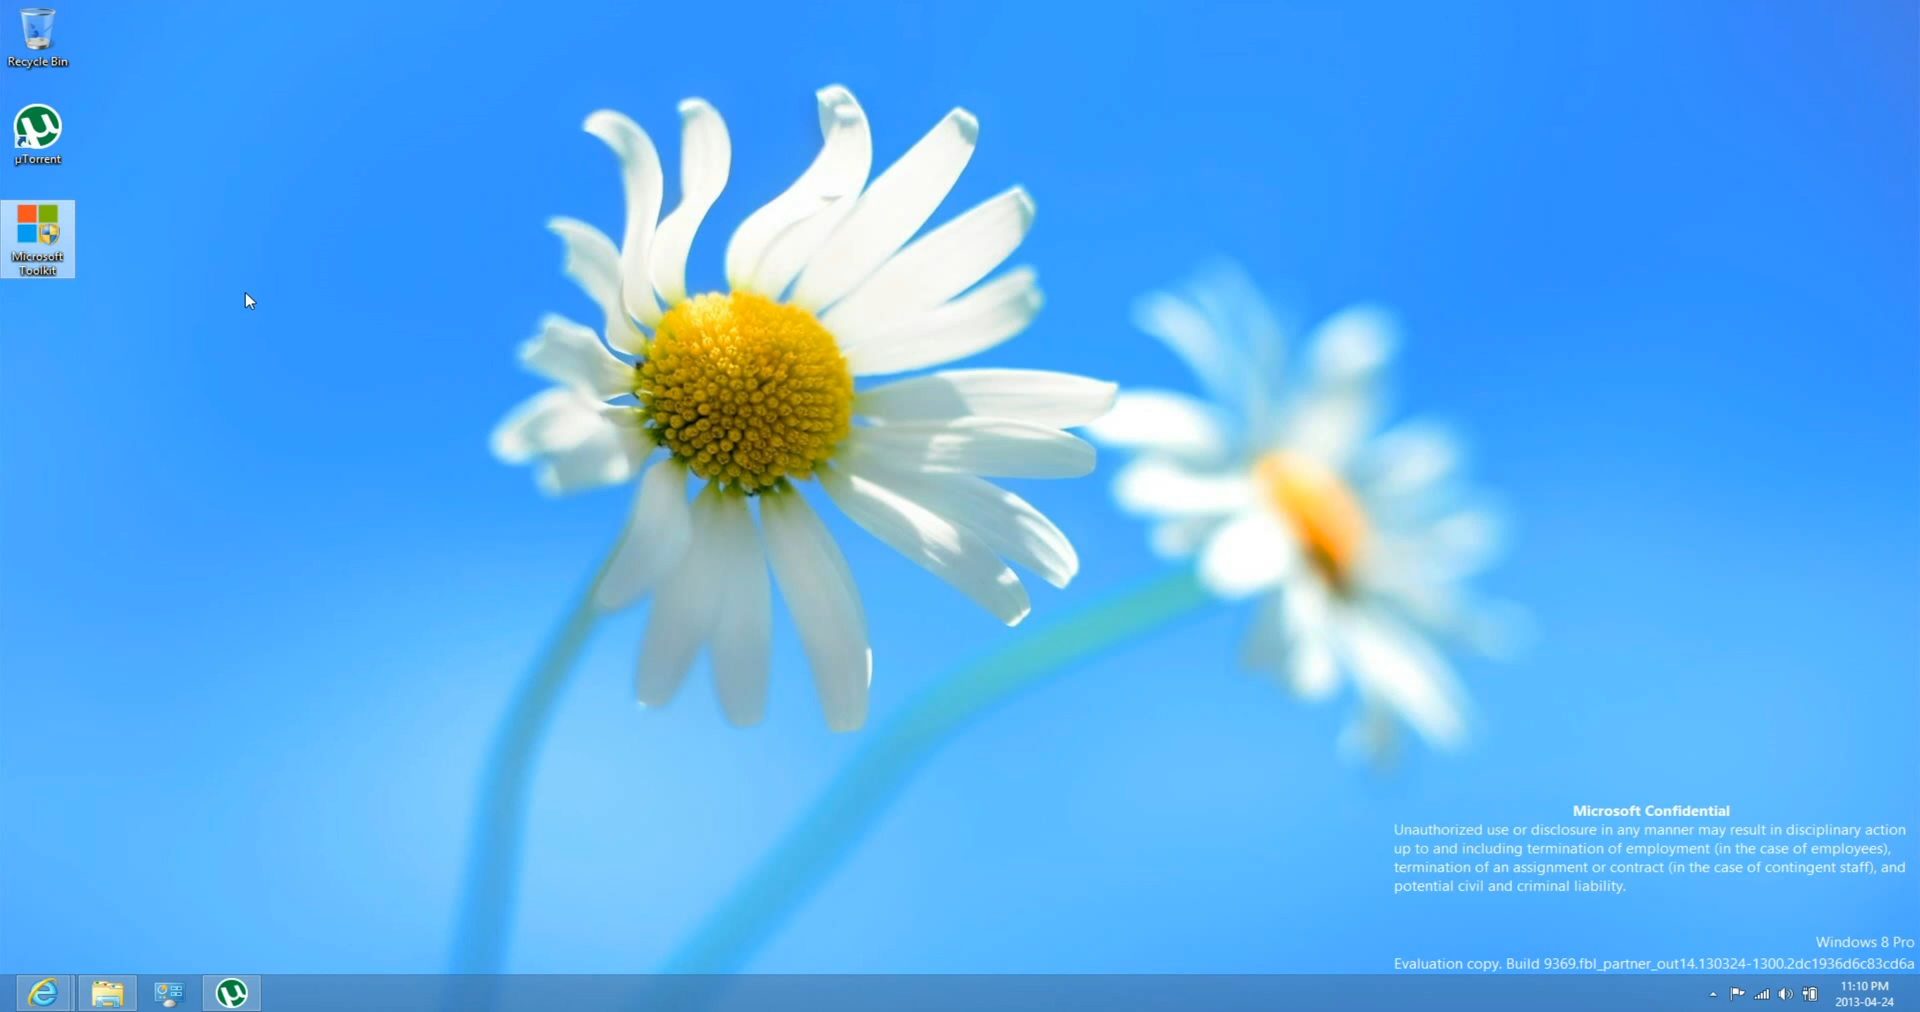 Recycle Bin
µTorrent
Microsoft
Toolkit
Microsoft Confidential
Unauthorized use or disclosure in any manner may result in disciplinary action
up to and including termination of employment (in the case of employees),
termination of an assignment or contract (in the case of contingent staff), and
potential civil and criminal liability.
Windows 8 Pro
Evaluation copy. Build 9369.fbl_partner_out14.130324-1300.2dc1936d6c83cd6a
11:10 PM
2013-04-24